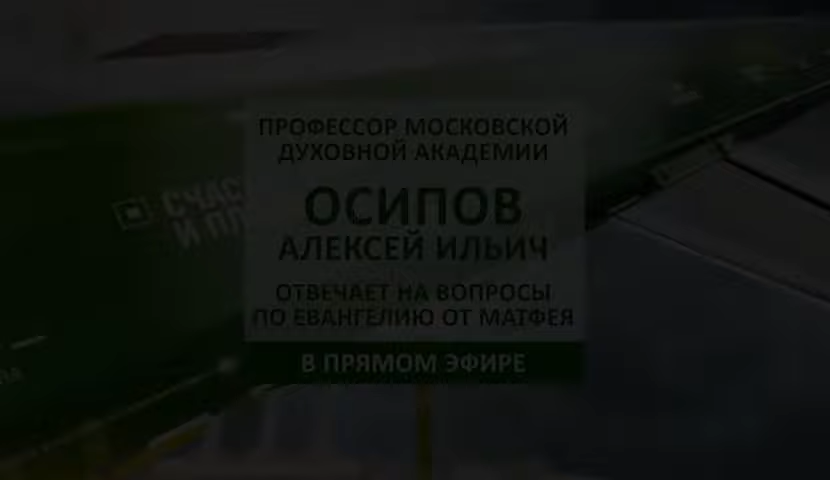 ПРОФЕССОР МОСКОВСКОЙ
ДУХОВНОЙ АКАДЕМИИ
ОСИПОВ
АЛЕКСЕЙ ИЛЬИЧ
ОТВЕЧАЕТ НА ВОПРОСЫ
ПО ЕВАНГЕЛИЮ ОТ МАТФЕЯ
В ПРЯМОМ ЭФИРЕ